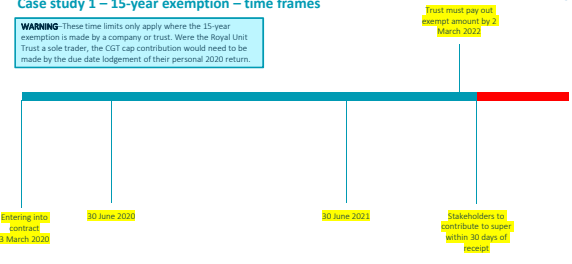 Case study 1 – 15-year exemption – time frames
Trust must pay out
exempt amount by 2
March 2022
WARNING–These time limits only apply where the 15-year
exemption is made by a company or trust. Were the Royal Unit
Trust a sole trader, the CGT cap contribution would need to be
made by the due date lodgement of their personal 2020 return.
Entering into
contract
3 March 2020
30 June 2020
30 June 2021
Stakeholders to
contribute to super
within 30 days of
receipt